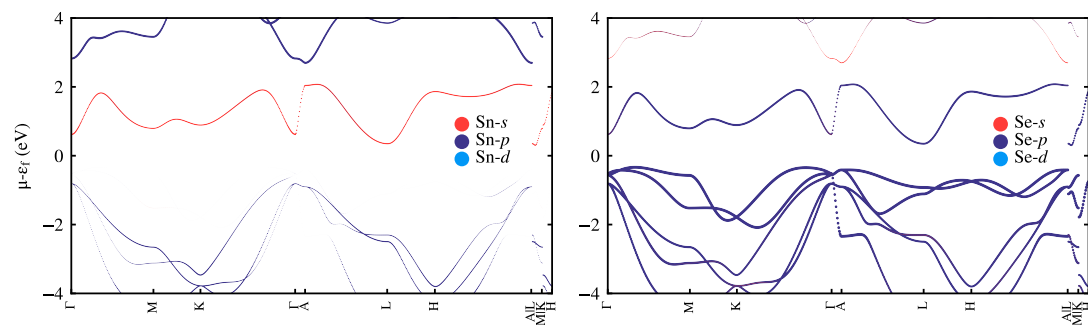 4
2
0
−2
−4
μ-εf (eV)
Sn-s
Sn-p
Sn-d
Γ
M
K
Γ
A
L
H
A|L
M|K
H
4
2
0
−2
−4
Se-s
Se-p
Se-d
Γ
M
K
Γ
A
L
H
A|L
M|K
H